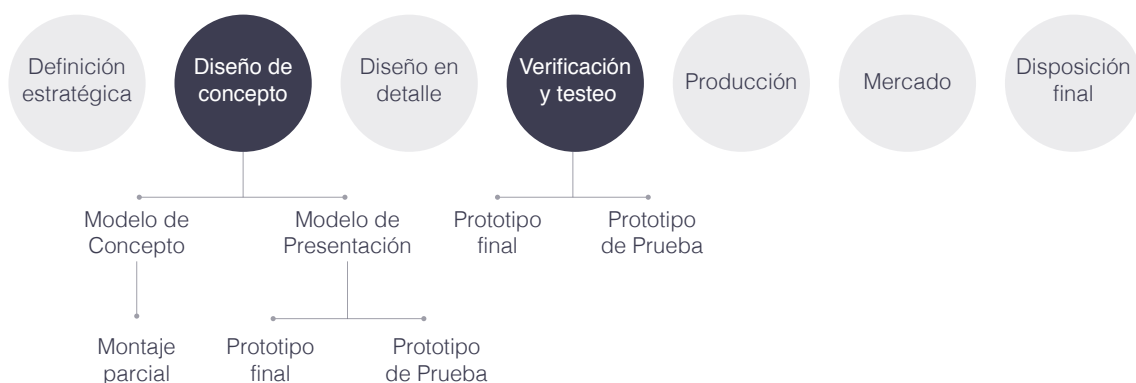 Definición
estratégica
Diseño de
concepto
Diseño en
detalle
Verificación
y testeo
Producción
Mercado
Disposición
final
Modelo de
Concepto
Modelo de
Presentación
Prototipo
final
Prototipo
de Prueba
Montaje
parcial
Prototipo
final
Prototipo
de Prueba